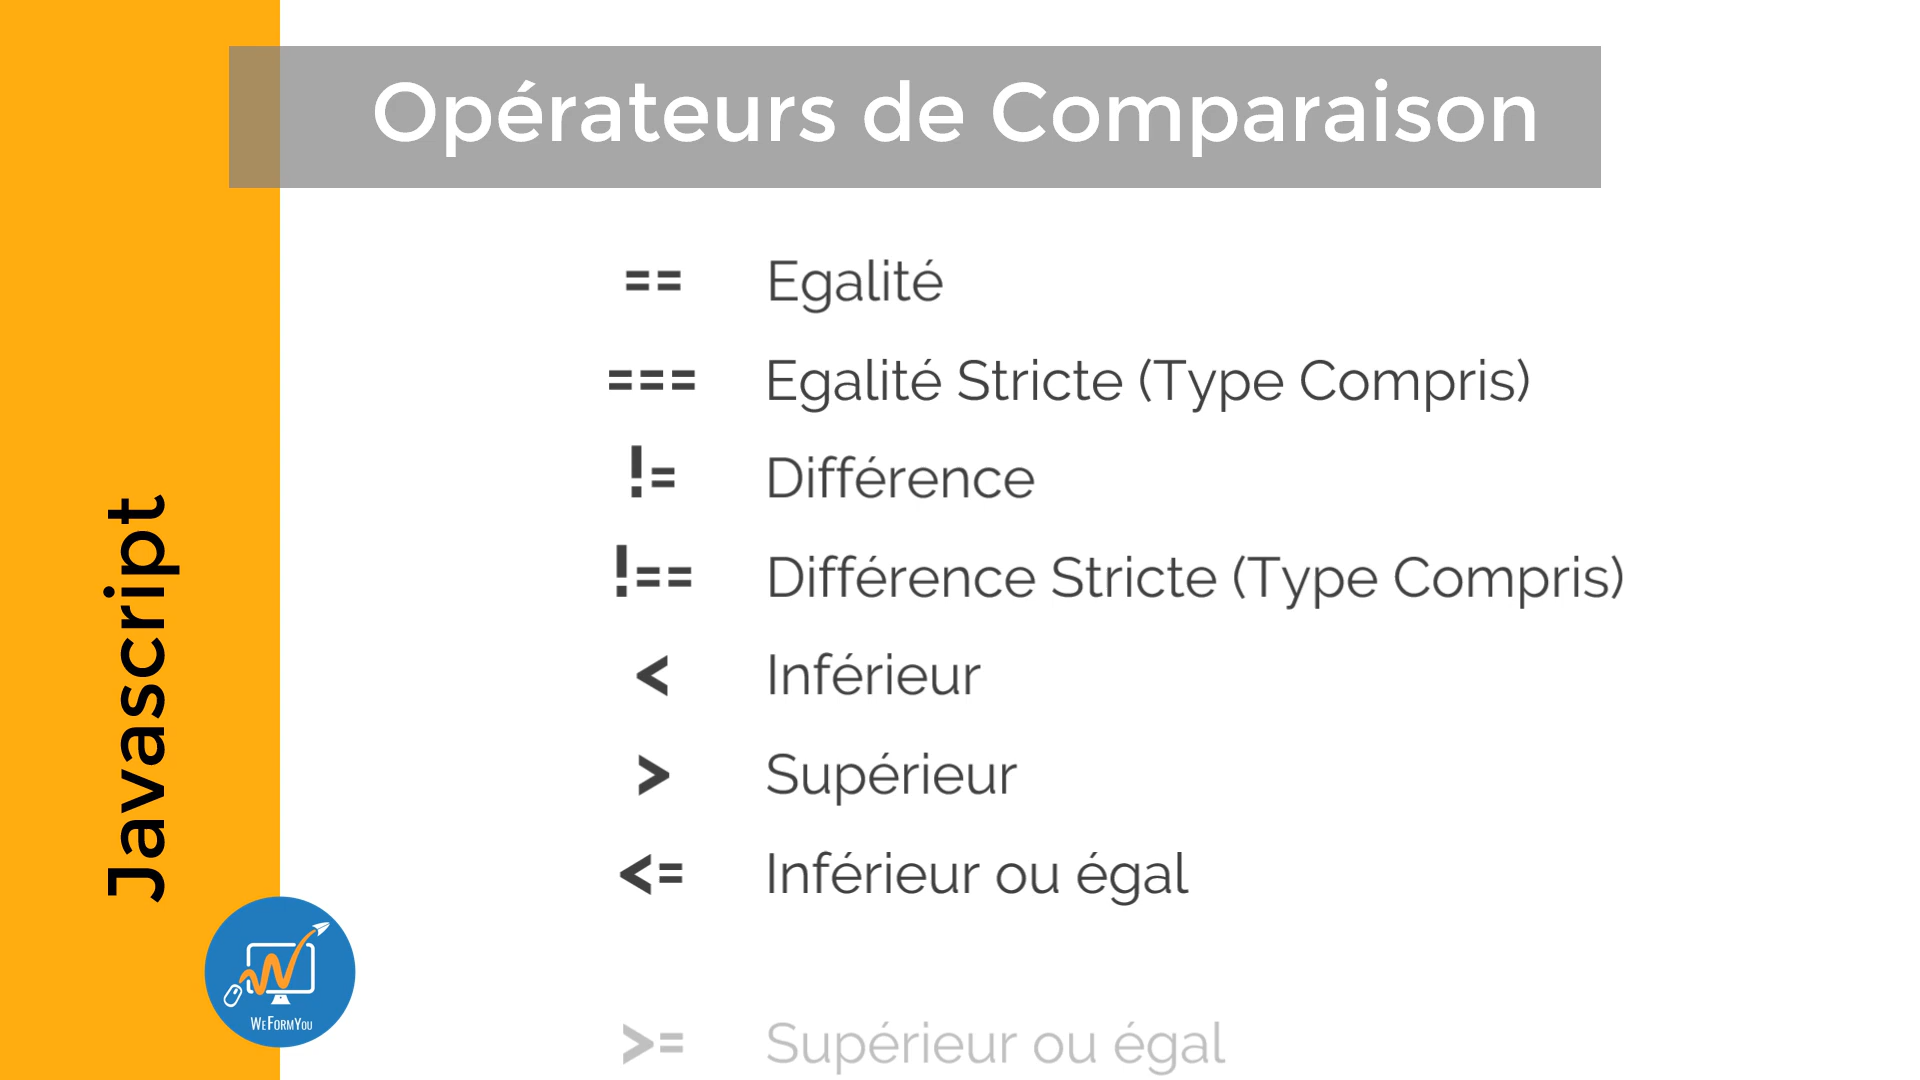 Opérateurs de Comparaison
== Egalité
=== Egalité Stricte (Type Compris)
!= Différence
!== Différence Stricte (Type Compris)
< Inférieur
> Supérieur
<= Inférieur ou égal
>= Supérieur ou égal
Javascript
WeFormYou